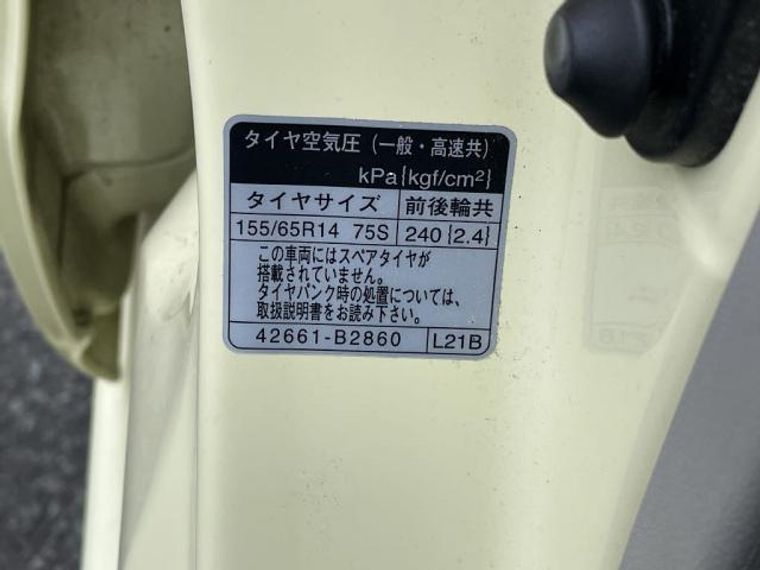 タイヤ空気圧（一般・高速共）
kPa{kgf/cm²}
タイヤサイズ 前後輪共
155/65R14 75S 240{2.4}
この車両にはスペアタイヤが
搭載されていません。
タイヤパンク時の処置については、
取扱説明書をお読み下さい。
42661-B2860 L21B